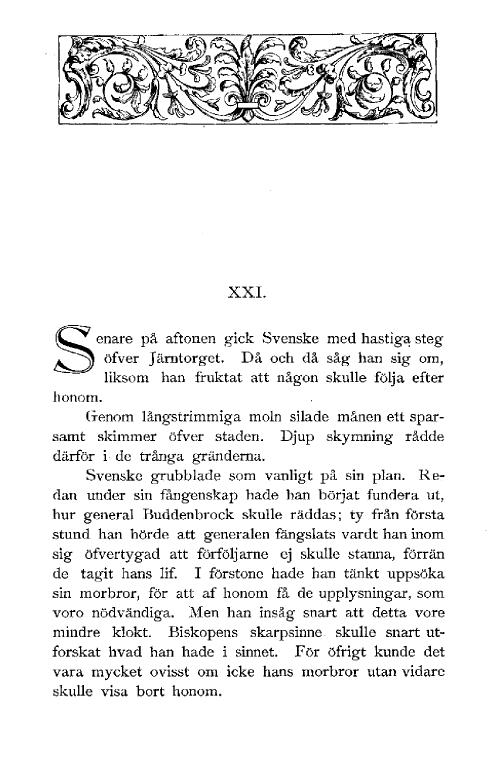 XXI.
Senare på aftonen gick Svenske med hastiga steg
öfver Järntorget. Då och då såg han sig om,
liksom han fruktat att någon skulle följa efter
honom.
Genom långstrimmiga moln silade månen ett spar-
samt skimmer öfver staden. Djup skymning rådde
därför i de trånga gränderna.
Svenske grubblade som vanligt på sin plan. Re-
dan under sin fångenskap hade han börjat fundera ut,
hur general Buddenbrock skulle räddas; ty från första
stund han hörde att generalen fängslats vardt han inom
sig öfvertygad att förföljarne ej skulle stanna, förrän
de tagit hans lif. I förstone hade han tänkt uppsöka
sin morbror, för att af honom få de upplysningar, som
voro nödvändiga. Men han insåg snart att detta vore
mindre klokt. Biskopens skarpsinne skulle snart ut-
forskat hvad han hade i sinnet. För öfrigt kunde det
vara mycket ovisst om icke hans morbror utan vidare
skulle visa bort honom.